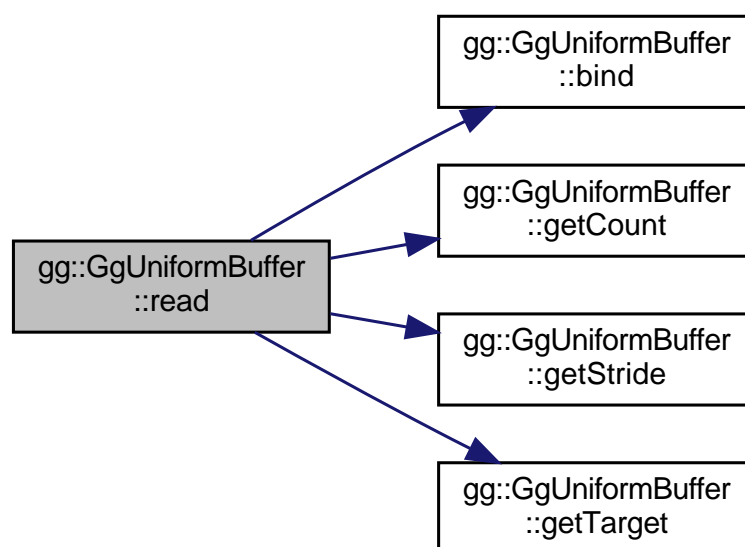 gg::GgUniformBuffer
::bind
gg::GgUniformBuffer
::getCount
gg::GgUniformBuffer
::read
gg::GgUniformBuffer
::getStride
gg::GgUniformBuffer
::getTarget